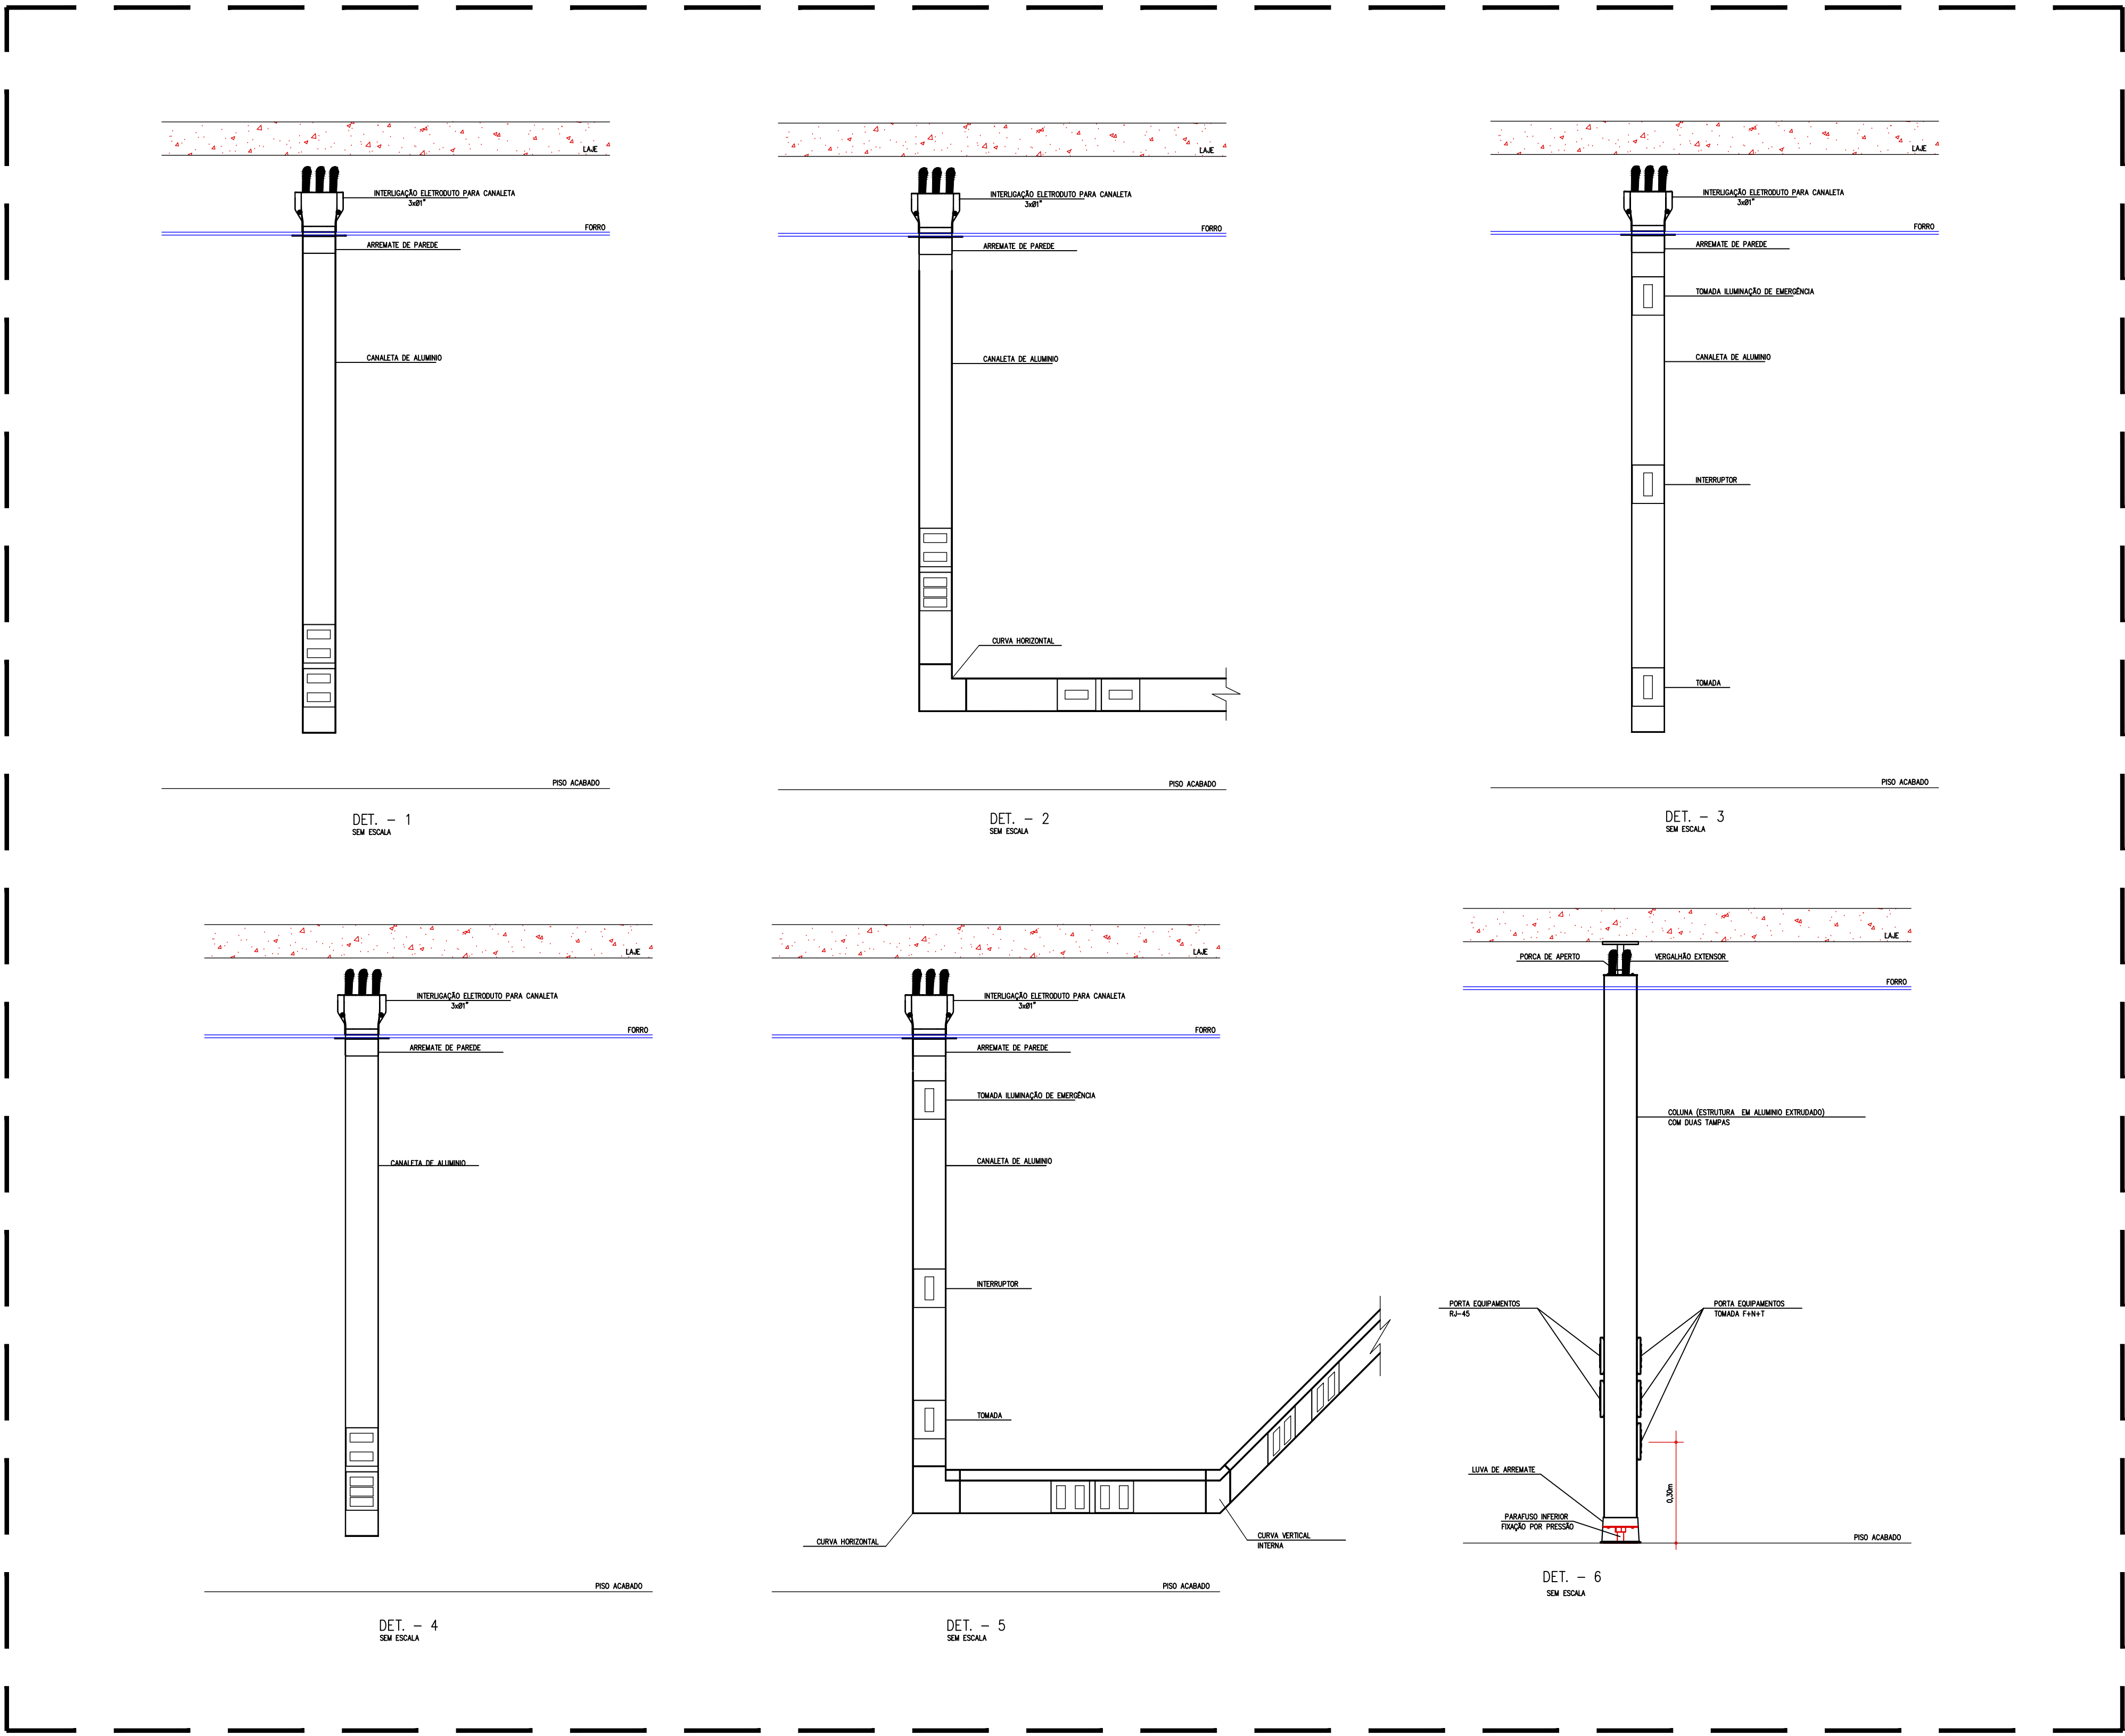 LAJE
INTERLIGAÇÃO ELETRODUTO PARA CANALETA
3xØ1"
FORRO
ARREMATE DE PAREDE
CANALETA DE ALUMINIO
PISO ACABADO
DET. - 1
SEM ESCALA
LAJE
INTERLIGAÇÃO ELETRODUTO PARA CANALETA
3xØ1"
FORRO
ARREMATE DE PAREDE
CANALETA DE ALUMINIO
CURVA HORIZONTAL
PISO ACABADO
DET. - 2
SEM ESCALA
LAJE
INTERLIGAÇÃO ELETRODUTO PARA CANALETA
3xØ1"
FORRO
ARREMATE DE PAREDE
TOMADA ILUMINAÇÃO DE EMERGÊNCIA
CANALETA DE ALUMINIO
INTERRUPTOR
TOMADA
PISO ACABADO
DET. - 3
SEM ESCALA
LAJE
INTERLIGAÇÃO ELETRODUTO PARA CANALETA
3xØ1"
FORRO
ARREMATE DE PAREDE
CANALETA DE ALUMINIO
PISO ACABADO
DET. - 4
SEM ESCALA
LAJE
INTERLIGAÇÃO ELETRODUTO PARA CANALETA
3xØ1"
FORRO
ARREMATE DE PAREDE
TOMADA ILUMINAÇÃO DE EMERGÊNCIA
CANALETA DE ALUMINIO
INTERRUPTOR
TOMADA
CURVA HORIZONTAL
CURVA VERTICAL
INTERNA
PISO ACABADO
DET. - 5
SEM ESCALA
LAJE
PORCA DE APERTO
VERGALHÃO EXTENSOR
FORRO
COLUNA (ESTRUTURA EM ALUMINIO EXTRUDADO)
COM DUAS TAMPAS
PORTA EQUIPAMENTOS
RJ-45
PORTA EQUIPAMENTOS
TOMADA F+N+T
LUVA DE ARREMATE
0,30m
PARAFUSO INFERIOR
FIXAÇÃO POR PRESSÃO
PISO ACABADO
DET. - 6
SEM ESCALA